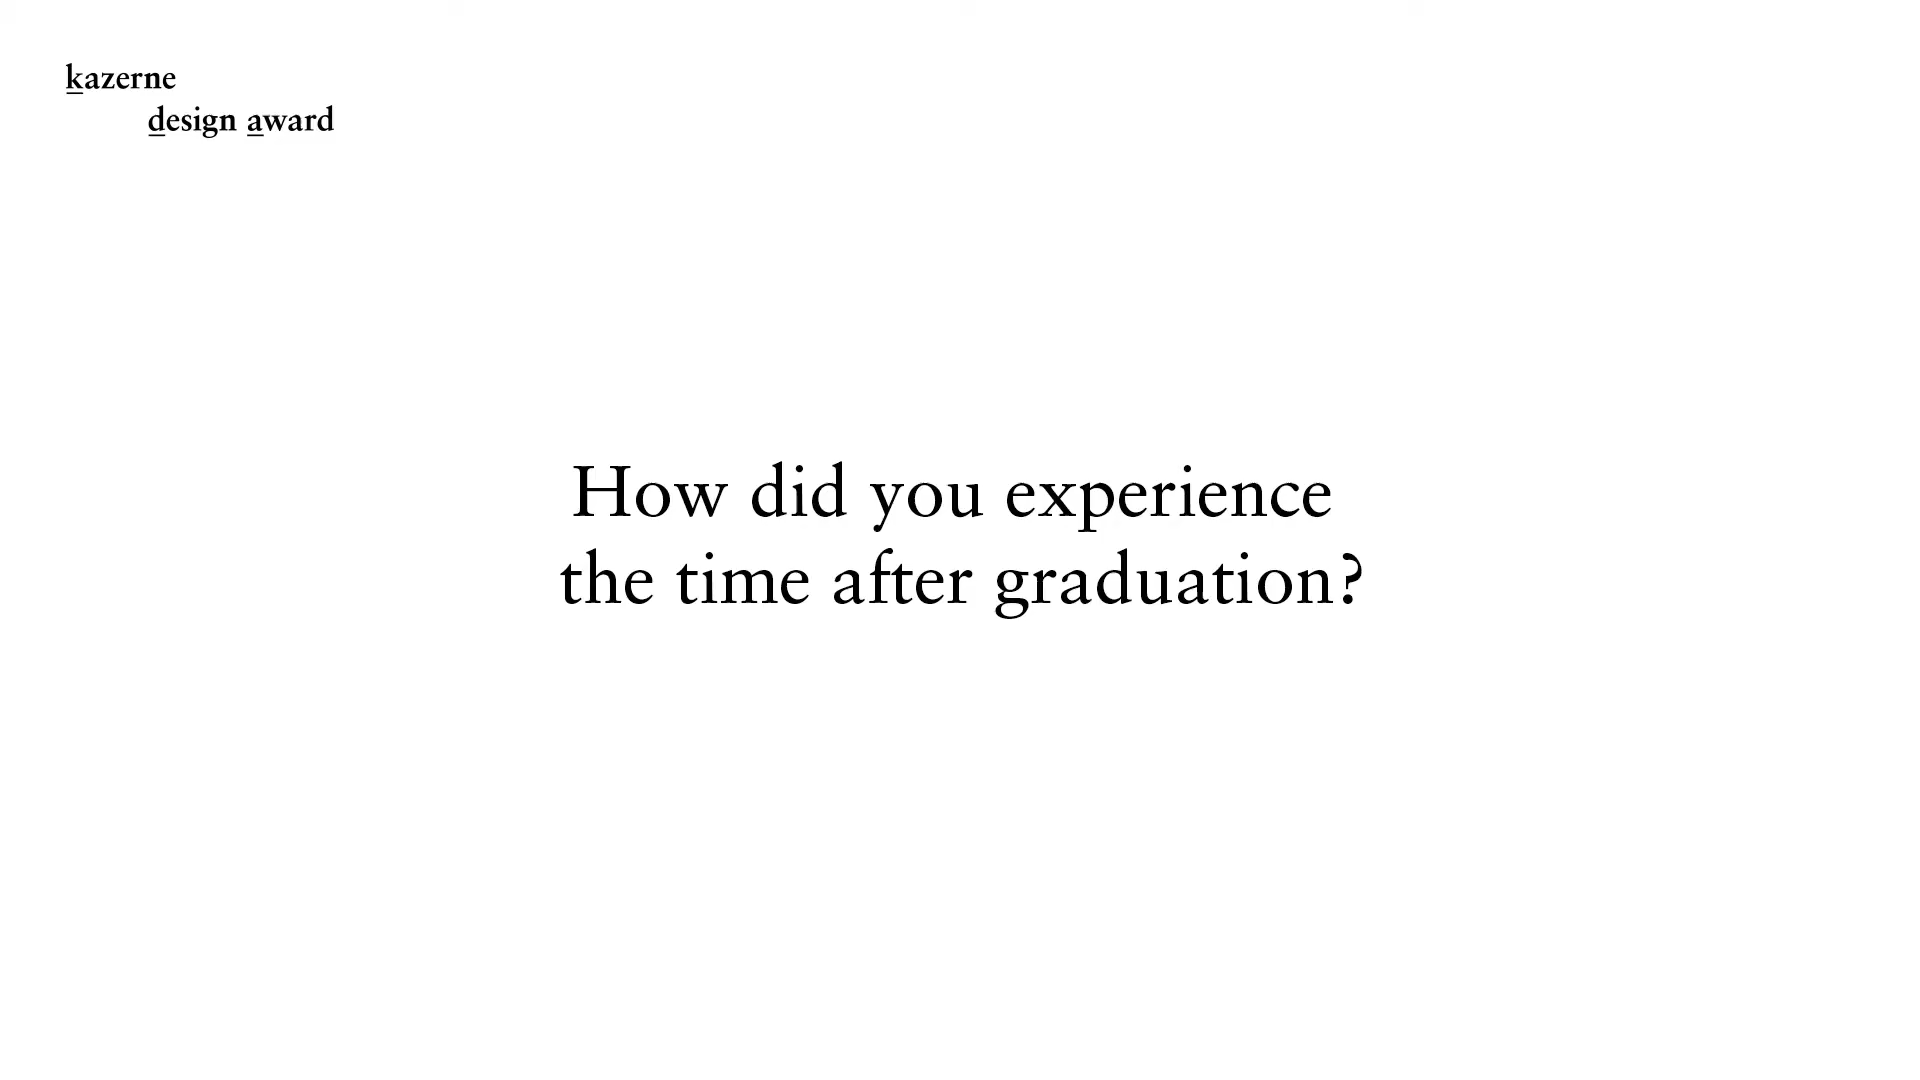 kazerne
design award
How did you experience
the time after graduation?